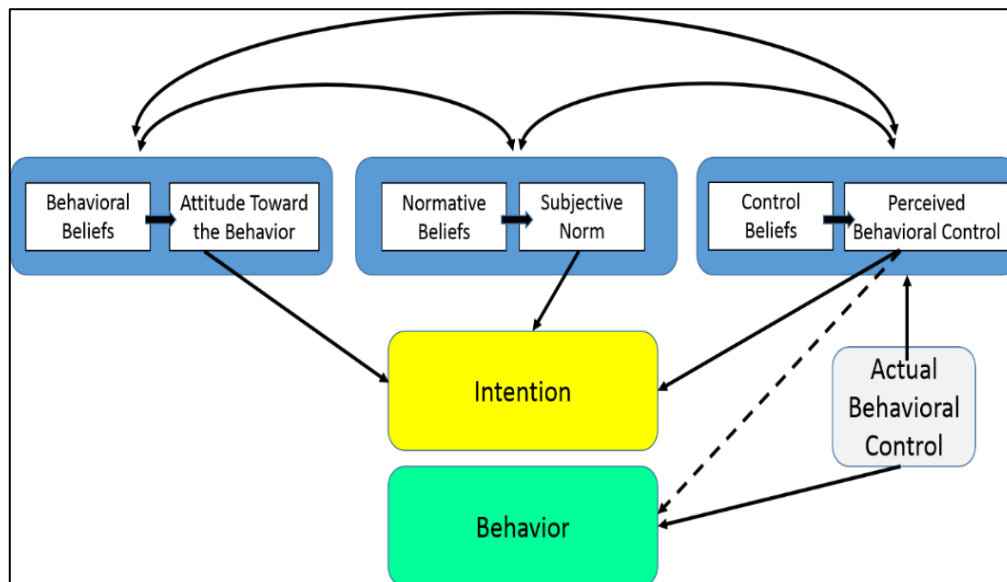 Behavioral
Beliefs
Attitude Toward
the Behavior
Normative
Beliefs
Subjective
Norm
Control
Beliefs
Perceived
Behavioral Control
Intention
Actual
Behavioral
Control
Behavior